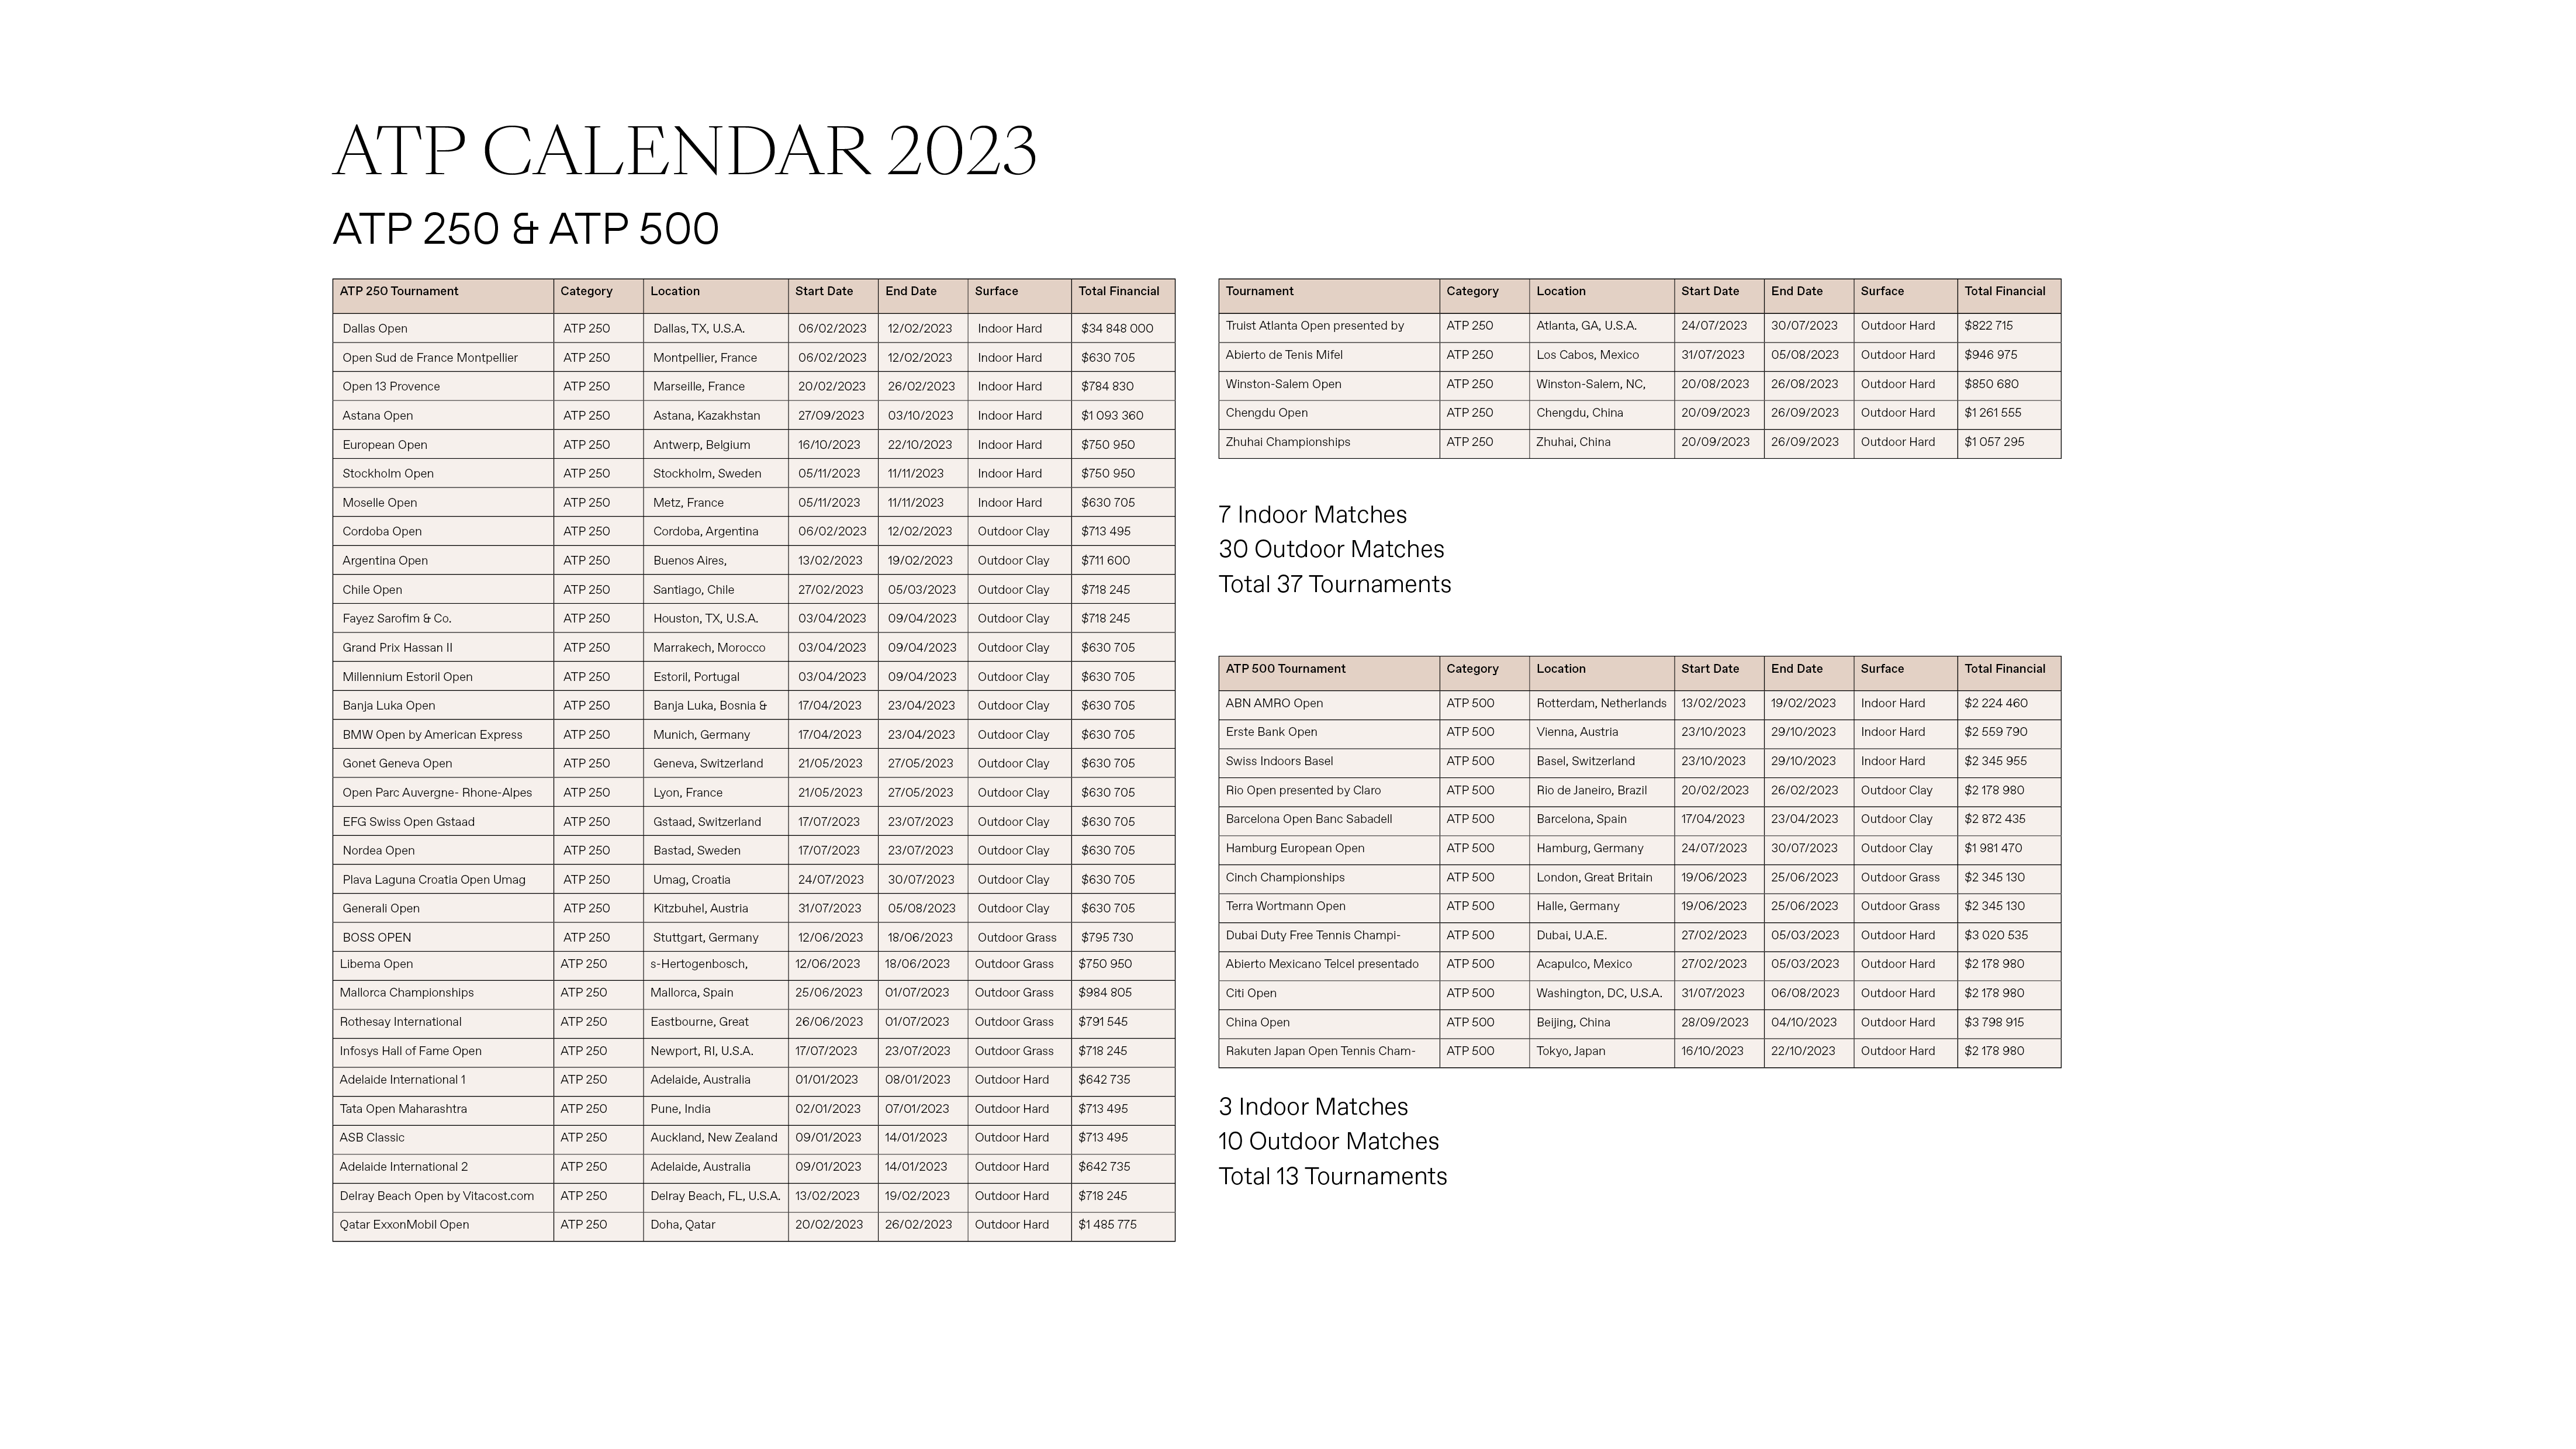 ATP CALENDAR 2023
ATP 250 & ATP 500
ATP 250 Tournament Category Location Start Date End Date Surface Total Financial
Dallas Open ATP 250 Dallas, TX, U.S.A. 06/02/2023 12/02/2023 Indoor Hard $34 848 000
Open Sud de France Montpellier ATP 250 Montpellier, France 06/02/2023 12/02/2023 Indoor Hard $630 705
Open 13 Provence ATP 250 Marseille, France 20/02/2023 26/02/2023 Indoor Hard $784 830
Astana Open ATP 250 Astana, Kazakhstan 27/09/2023 03/10/2023 Indoor Hard $1 093 360
European Open ATP 250 Antwerp, Belgium 16/10/2023 22/10/2023 Indoor Hard $750 950
Stockholm Open ATP 250 Stockholm, Sweden 05/11/2023 11/11/2023 Indoor Hard $750 950
Moselle Open ATP 250 Metz, France 05/11/2023 11/11/2023 Indoor Hard $630 705
Cordoba Open ATP 250 Cordoba, Argentina 06/02/2023 12/02/2023 Outdoor Clay $713 495
Argentina Open ATP 250 Buenos Aires, 13/02/2023 19/02/2023 Outdoor Clay $711 600
Chile Open ATP 250 Santiago, Chile 27/02/2023 05/03/2023 Outdoor Clay $718 245
Fayez Sarofim & Co. ATP 250 Houston, TX, U.S.A. 03/04/2023 09/04/2023 Outdoor Clay $718 245
Grand Prix Hassan II ATP 250 Marrakech, Morocco 03/04/2023 09/04/2023 Outdoor Clay $630 705
Millennium Estoril Open ATP 250 Estoril, Portugal 03/04/2023 09/04/2023 Outdoor Clay $630 705
Banja Luka Open ATP 250 Banja Luka, Bosnia & 17/04/2023 23/04/2023 Outdoor Clay $630 705
BMW Open by American Express ATP 250 Munich, Germany 17/04/2023 23/04/2023 Outdoor Clay $630 705
Gonet Geneva Open ATP 250 Geneva, Switzerland 21/05/2023 27/05/2023 Outdoor Clay $630 705
Open Parc Auvergne- Rhone-Alpes ATP 250 Lyon, France 21/05/2023 27/05/2023 Outdoor Clay $630 705
EFG Swiss Open Gstaad ATP 250 Gstaad, Switzerland 17/07/2023 23/07/2023 Outdoor Clay $630 705
Nordea Open ATP 250 Bastad, Sweden 17/07/2023 23/07/2023 Outdoor Clay $630 705
Plava Laguna Croatia Open Umag ATP 250 Umag, Croatia 24/07/2023 30/07/2023 Outdoor Clay $630 705
Generali Open ATP 250 Kitzbuhel, Austria 31/07/2023 05/08/2023 Outdoor Clay $630 705
BOSS OPEN ATP 250 Stuttgart, Germany 12/06/2023 18/06/2023 Outdoor Grass $795 730
Libema Open ATP 250 s-Hertogenbosch, 12/06/2023 18/06/2023 Outdoor Grass $750 950
Mallorca Championships ATP 250 Mallorca, Spain 25/06/2023 01/07/2023 Outdoor Grass $984 805
Rothesay International ATP 250 Eastbourne, Great 26/06/2023 01/07/2023 Outdoor Grass $791 545
Infosys Hall of Fame Open ATP 250 Newport, RI, U.S.A. 17/07/2023 23/07/2023 Outdoor Grass $718 245
Adelaide International 1 ATP 250 Adelaide, Australia 01/01/2023 08/01/2023 Outdoor Hard $642 735
Tata Open Maharashtra ATP 250 Pune, India 02/01/2023 07/01/2023 Outdoor Hard $713 495
ASB Classic ATP 250 Auckland, New Zealand 09/01/2023 14/01/2023 Outdoor Hard $713 495
Adelaide International 2 ATP 250 Adelaide, Australia 09/01/2023 14/01/2023 Outdoor Hard $642 735
Delray Beach Open by Vitacost.com ATP 250 Delray Beach, FL, U.S.A. 13/02/2023 19/02/2023 Outdoor Hard $718 245
Qatar ExxonMobil Open ATP 250 Doha, Qatar 20/02/2023 26/02/2023 Outdoor Hard $1 485 775
Tournament Category Location Start Date End Date Surface Total Financial
Truist Atlanta Open presented by ATP 250 Atlanta, GA, U.S.A. 24/07/2023 30/07/2023 Outdoor Hard $822 715
Abierto de Tenis Mifel ATP 250 Los Cabos, Mexico 31/07/2023 05/08/2023 Outdoor Hard $946 975
Winston-Salem Open ATP 250 Winston-Salem, NC, 20/08/2023 26/08/2023 Outdoor Hard $850 680
Chengdu Open ATP 250 Chengdu, China 20/09/2023 26/09/2023 Outdoor Hard $1 261 555
Zhuhai Championships ATP 250 Zhuhai, China 20/09/2023 26/09/2023 Outdoor Hard $1 057 295
7 Indoor Matches
30 Outdoor Matches
Total 37 Tournaments
ATP 500 Tournament Category Location Start Date End Date Surface Total Financial
ABN AMRO Open ATP 500 Rotterdam, Netherlands 13/02/2023 19/02/2023 Indoor Hard $2 224 460
Erste Bank Open ATP 500 Vienna, Austria 23/10/2023 29/10/2023 Indoor Hard $2 559 790
Swiss Indoors Basel ATP 500 Basel, Switzerland 23/10/2023 29/10/2023 Indoor Hard $2 345 955
Rio Open presented by Claro ATP 500 Rio de Janeiro, Brazil 20/02/2023 26/02/2023 Outdoor Clay $2 178 980
Barcelona Open Banc Sabadell ATP 500 Barcelona, Spain 17/04/2023 23/04/2023 Outdoor Clay $2 872 435
Hamburg European Open ATP 500 Hamburg, Germany 24/07/2023 30/07/2023 Outdoor Clay $1 981 470
Cinch Championships ATP 500 London, Great Britain 19/06/2023 25/06/2023 Outdoor Grass $2 345 130
Terra Wortmann Open ATP 500 Halle, Germany 19/06/2023 25/06/2023 Outdoor Grass $2 345 130
Dubai Duty Free Tennis Champi- ATP 500 Dubai, U.A.E. 27/02/2023 05/03/2023 Outdoor Hard $3 020 535
Abierto Mexicano Telcel presentado ATP 500 Acapulco, Mexico 27/02/2023 05/03/2023 Outdoor Hard $2 178 980
Citi Open ATP 500 Washington, DC, U.S.A. 31/07/2023 06/08/2023 Outdoor Hard $2 178 980
China Open ATP 500 Beijing, China 28/09/2023 04/10/2023 Outdoor Hard $3 798 915
Rakuten Japan Open Tennis Cham- ATP 500 Tokyo, Japan 16/10/2023 22/10/2023 Outdoor Hard $2 178 980
3 Indoor Matches
10 Outdoor Matches
Total 13 Tournaments